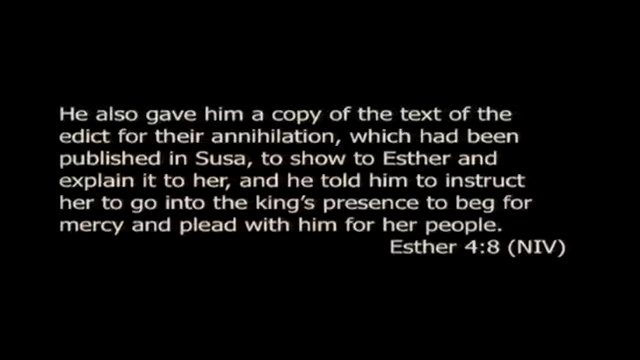 He also gave him a copy of the text of the
edict for their annihilation, which had been
published in Susa, to show to Esther and
explain it to her, and he told him to instruct
her to go into the king's presence to beg for
mercy and plead with him for her people.
Esther 4:8 (NIV)